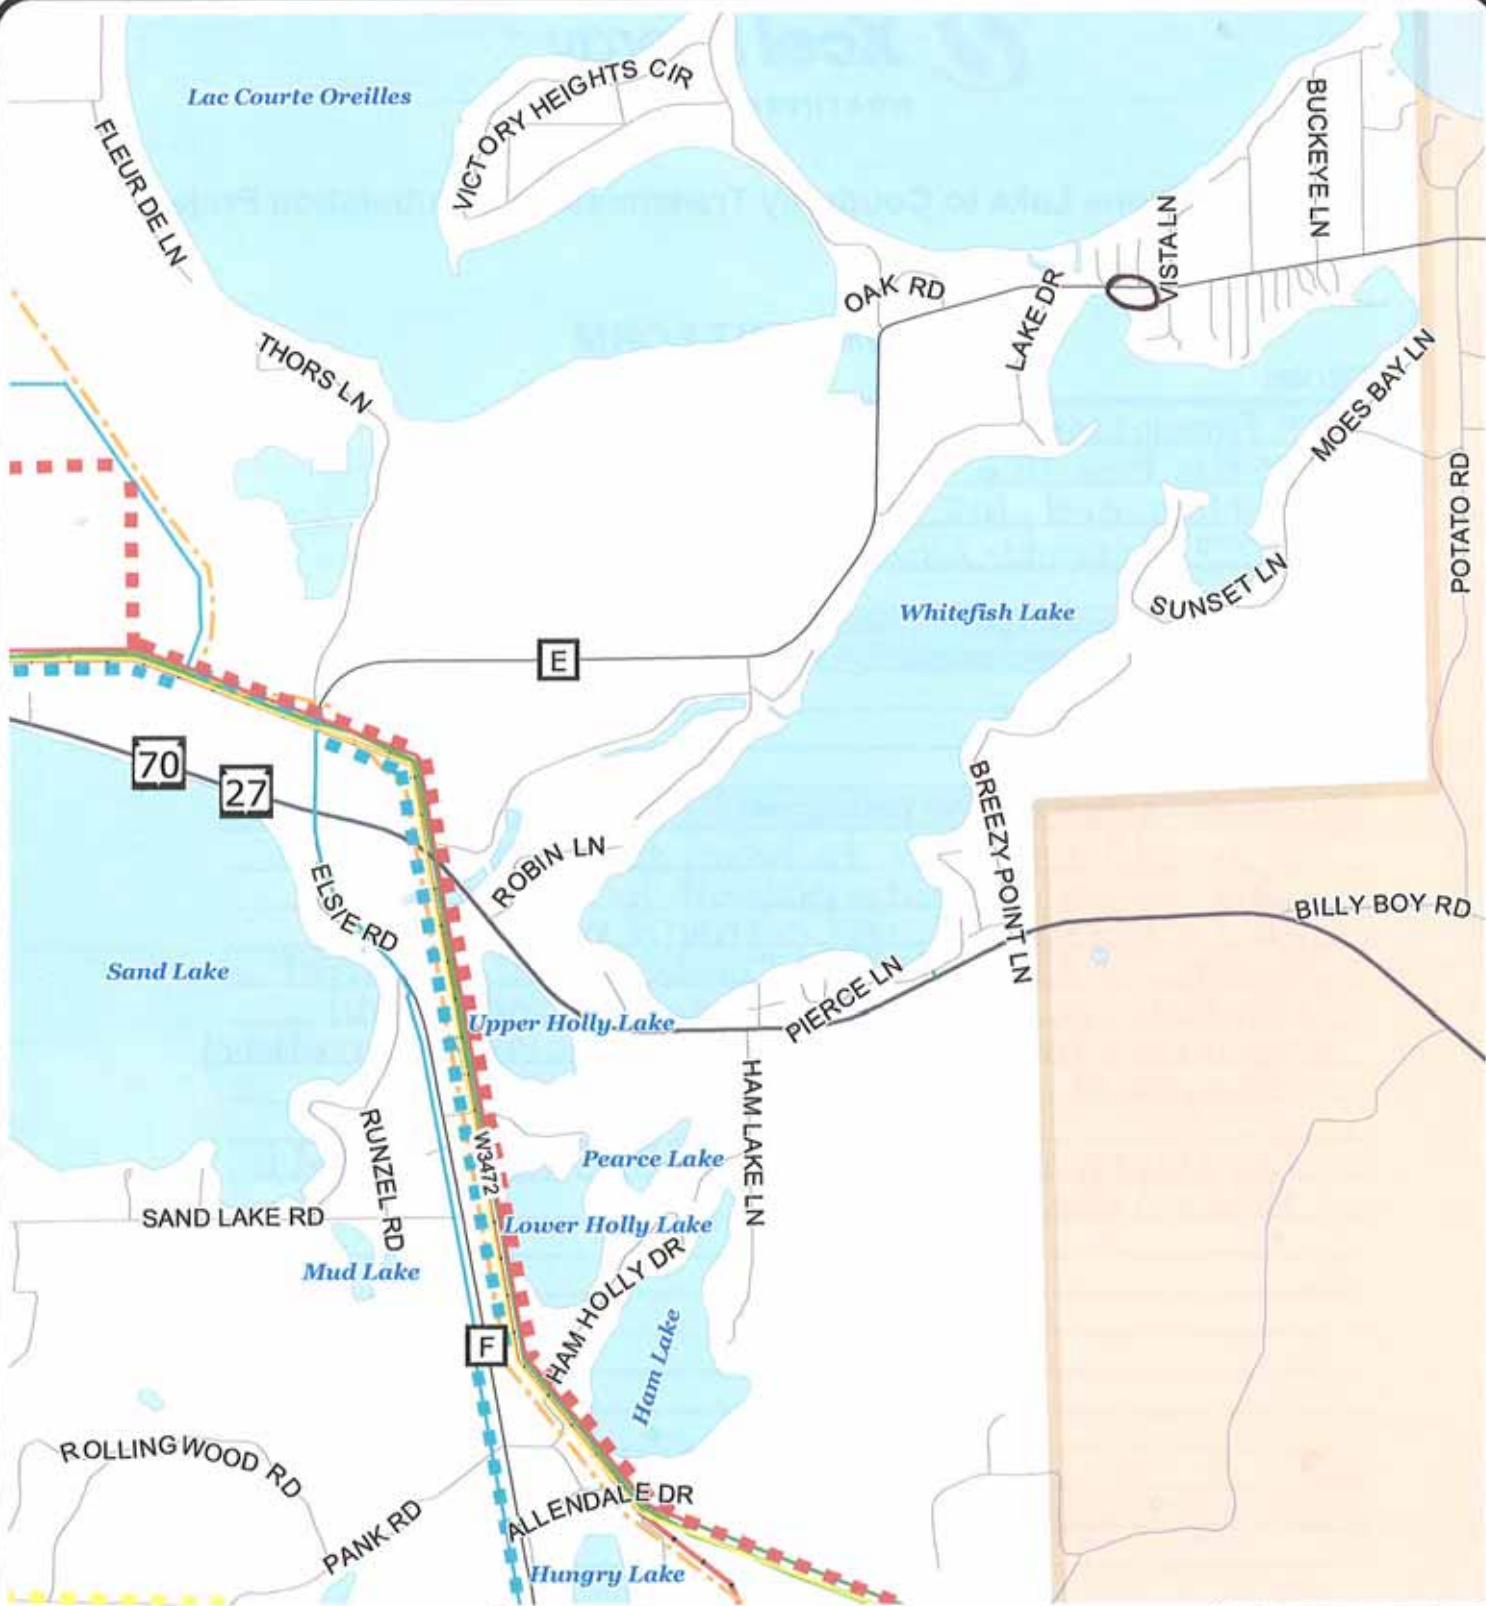 Lac Courte Oreilles
VICTORY HEIGHTS CIR
BUCKEYE LN
FLEUR DE LN
VISTA LN
OAK RD
LAKE DR
THORS LN
MOES BAY LN
POTATO RD
SUNSET LN
Whitefish Lake
E
70
27
BREEZY POINT LN
ROBIN LN
ELSIE RD
BILLY BOY RD
Sand Lake
PIERCE LN
Upper Holly Lake
HAM LAKE LN
RUNZEL RD
W3472
Pearce Lake
SAND LAKE RD
Lower Holly Lake
Mud Lake
HAM HOLLY DR
F
Ham Lake
ROLLING WOOD RD
ALLENDALE DR
PANK RD
Hungry Lake